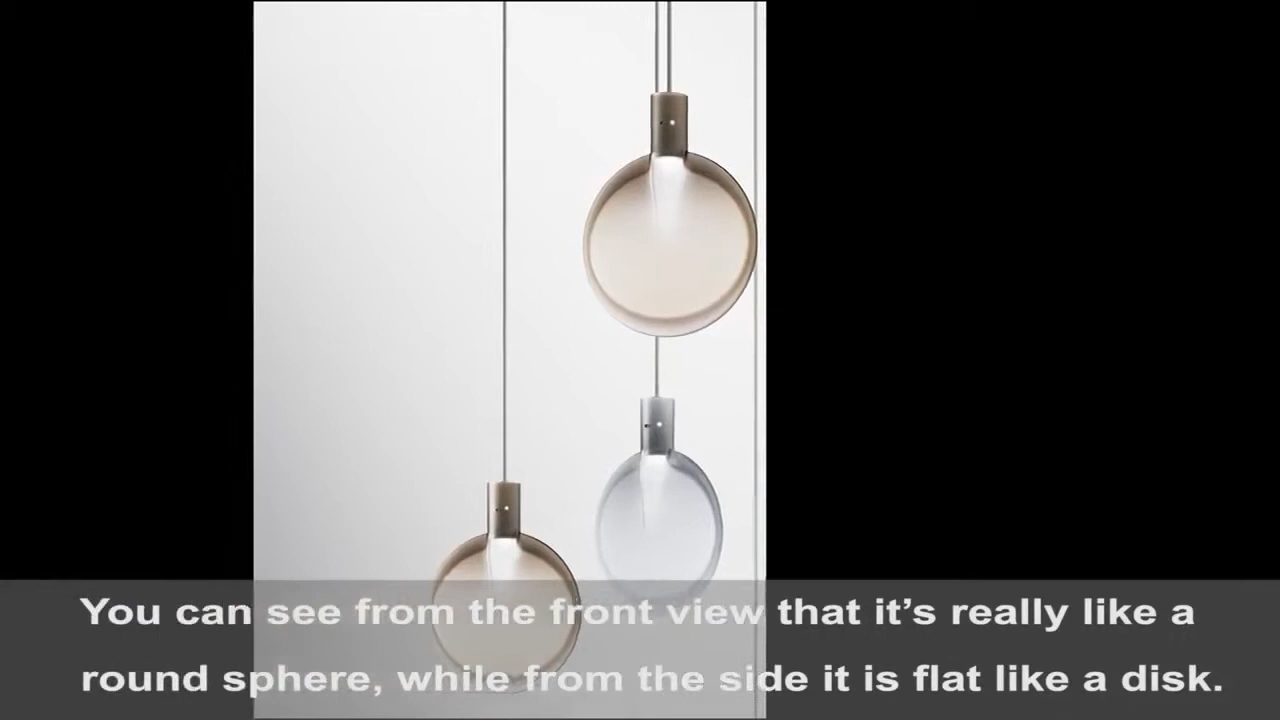 You can see from the front view that it’s really like a
round sphere, while from the side it is flat like a disk.